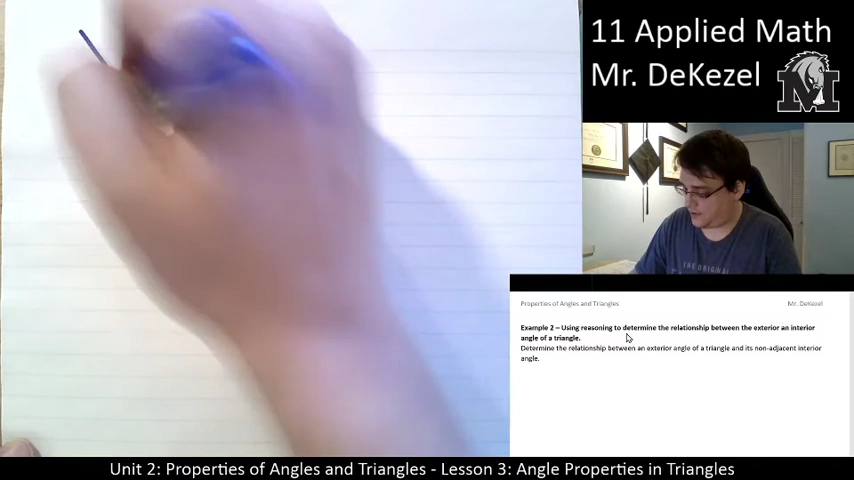 11 Applied Math
Mr. DeKezel
M
THE ORIGINAL
Properties of Angles and Triangles
Mr. DeKezel
Example 2 – Using reasoning to determine the relationship between the exterior an interior
angle of a triangle.
Determine the relationship between an exterior angle of a triangle and its non-adjacent interior
angle.
Unit 2: Properties of Angles and Triangles - Lesson 3: Angle Properties in Triangles